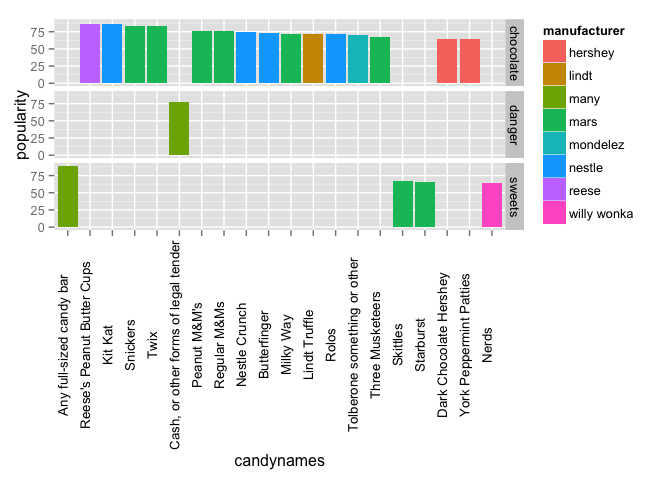 popularity
75
50
25
0
chocolate
75
50
25
0
danger
75
50
25
0
sweets
Any full-sized candy bar
Reese's Peanut Butter Cups
Kit Kat
Snickers
Twix
Cash, or other forms of legal tender
Peanut M&M's
Regular M&Ms
Nestle Crunch
Butterfinger
Milky Way
Lindt Truffle
Rolos
Tolberone something or other
Three Musketeers
Skittles
Starburst
Dark Chocolate Hershey
York Peppermint Patties
Nerds
candynames
manufacturer
hershey
lindt
many
mars
mondelez
nestle
reese
willy wonka